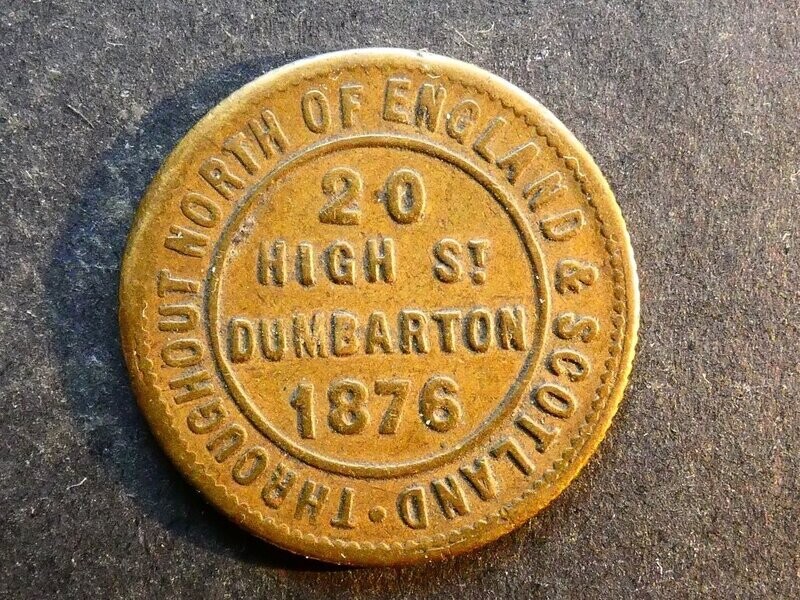 THROUGHOUT NORTH OF ENGLAND & SCOTLAND ·
20
HIGH ST
DUMBARTON
1876